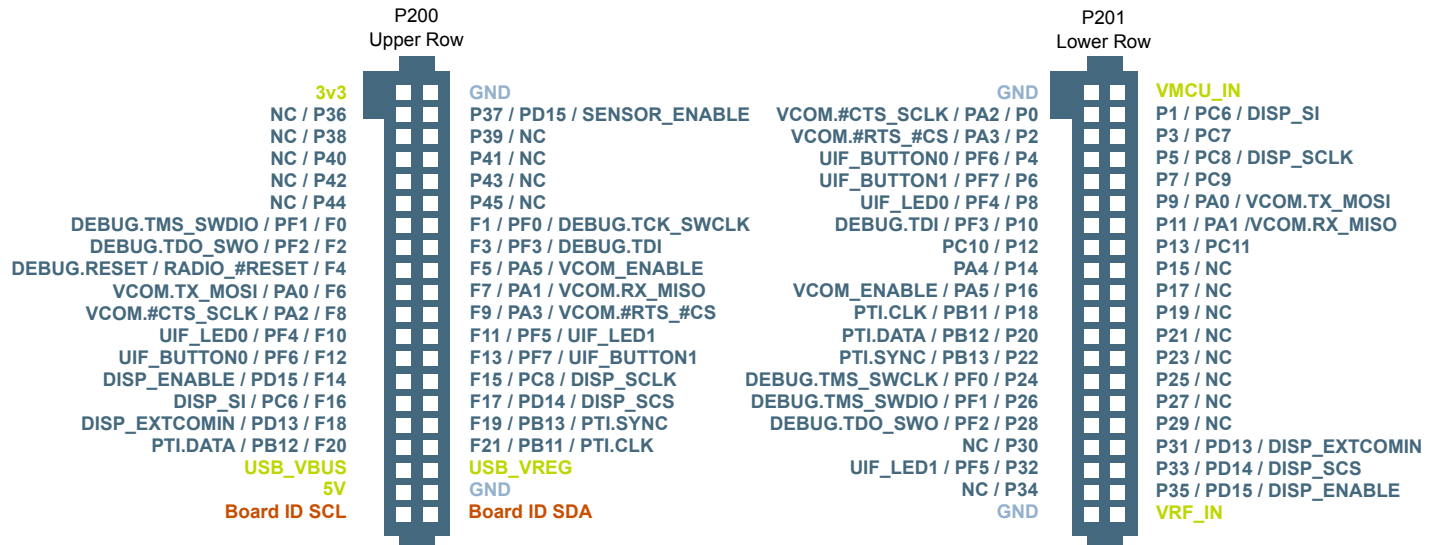 P200
Upper Row
3v3
GND
NC / P36
P37 / PD15 / SENSOR_ENABLE
NC / P38
P39 / NC
NC / P40
P41 / NC
NC / P42
P43 / NC
NC / P44
P45 / NC
DEBUG.TMS_SWDIO / PF1 / F0
F1 / PF0 / DEBUG.TCK_SWCLK
DEBUG.TDO_SWO / PF2 / F2
F3 / PF3 / DEBUG.TDI
DEBUG.RESET / RADIO_#RESET / F4
F5 / PA5 / VCOM_ENABLE
VCOM.TX_MOSI / PA0 / F6
F7 / PA1 / VCOM.RX_MISO
VCOM.#CTS_SCLK / PA2 / F8
F9 / PA3 / VCOM.#RTS_#CS
UIF_LED0 / PF4 / F10
F11 / PF5 / UIF_LED1
UIF_BUTTON0 / PF6 / F12
F13 / PF7 / UIF_BUTTON1
DISP_ENABLE / PD15 / F14
F15 / PC8 / DISP_SCLK
DISP_SI / PC6 / F16
F17 / PD14 / DISP_SCS
DISP_EXTCOMIN / PD13 / F18
F19 / PB13 / PTI.SYNC
PTI.DATA / PB12 / F20
F21 / PB11 / PTI.CLK
USB_VBUS
USB_VREG
5V
GND
Board ID SCL
Board ID SDA
P201
Lower Row
GND
VMCU_IN
VCOM.#CTS_SCLK / PA2 / P0
P1 / PC6 / DISP_SI
VCOM.#RTS_#CS / PA3 / P2
P3 / PC7
UIF_BUTTON0 / PF6 / P4
P5 / PC8 / DISP_SCLK
UIF_BUTTON1 / PF7 / P6
P7 / PC9
UIF_LED0 / PF4 / P8
P9 / PA0 / VCOM.TX_MOSI
DEBUG.TDI / PF3 / P10
P11 / PA1 /VCOM.RX_MISO
PC10 / P12
P13 / PC11
PA4 / P14
P15 / NC
VCOM_ENABLE / PA5 / P16
P17 / NC
PTI.CLK / PB11 / P18
P19 / NC
PTI.DATA / PB12 / P20
P21 / NC
PTI.SYNC / PB13 / P22
P23 / NC
DEBUG.TMS_SWCLK / PF0 / P24
P25 / NC
DEBUG.TMS_SWDIO / PF1 / P26
P27 / NC
DEBUG.TDO_SWO / PF2 / P28
P29 / NC
NC / P30
P31 / PD13 / DISP_EXTCOMIN
UIF_LED1 / PF5 / P32
P33 / PD14 / DISP_SCS
NC / P34
P35 / PD15 / DISP_ENABLE
GND
VRF_IN